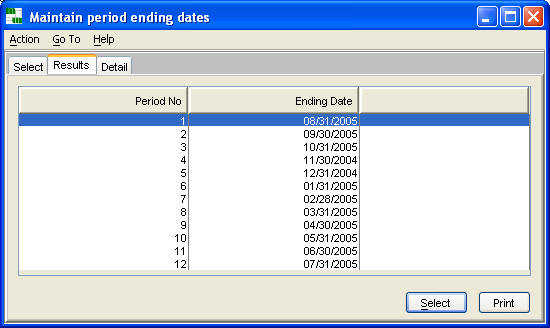 Maintain period ending dates
Action Go To Help
Select Results Detail
Period No Ending Date
1 08/31/2005
2 09/30/2005
3 10/31/2005
4 11/30/2004
5 12/31/2004
6 01/31/2005
7 02/28/2005
8 03/31/2005
9 04/30/2005
10 05/31/2005
11 06/30/2005
12 07/31/2005
Select Print